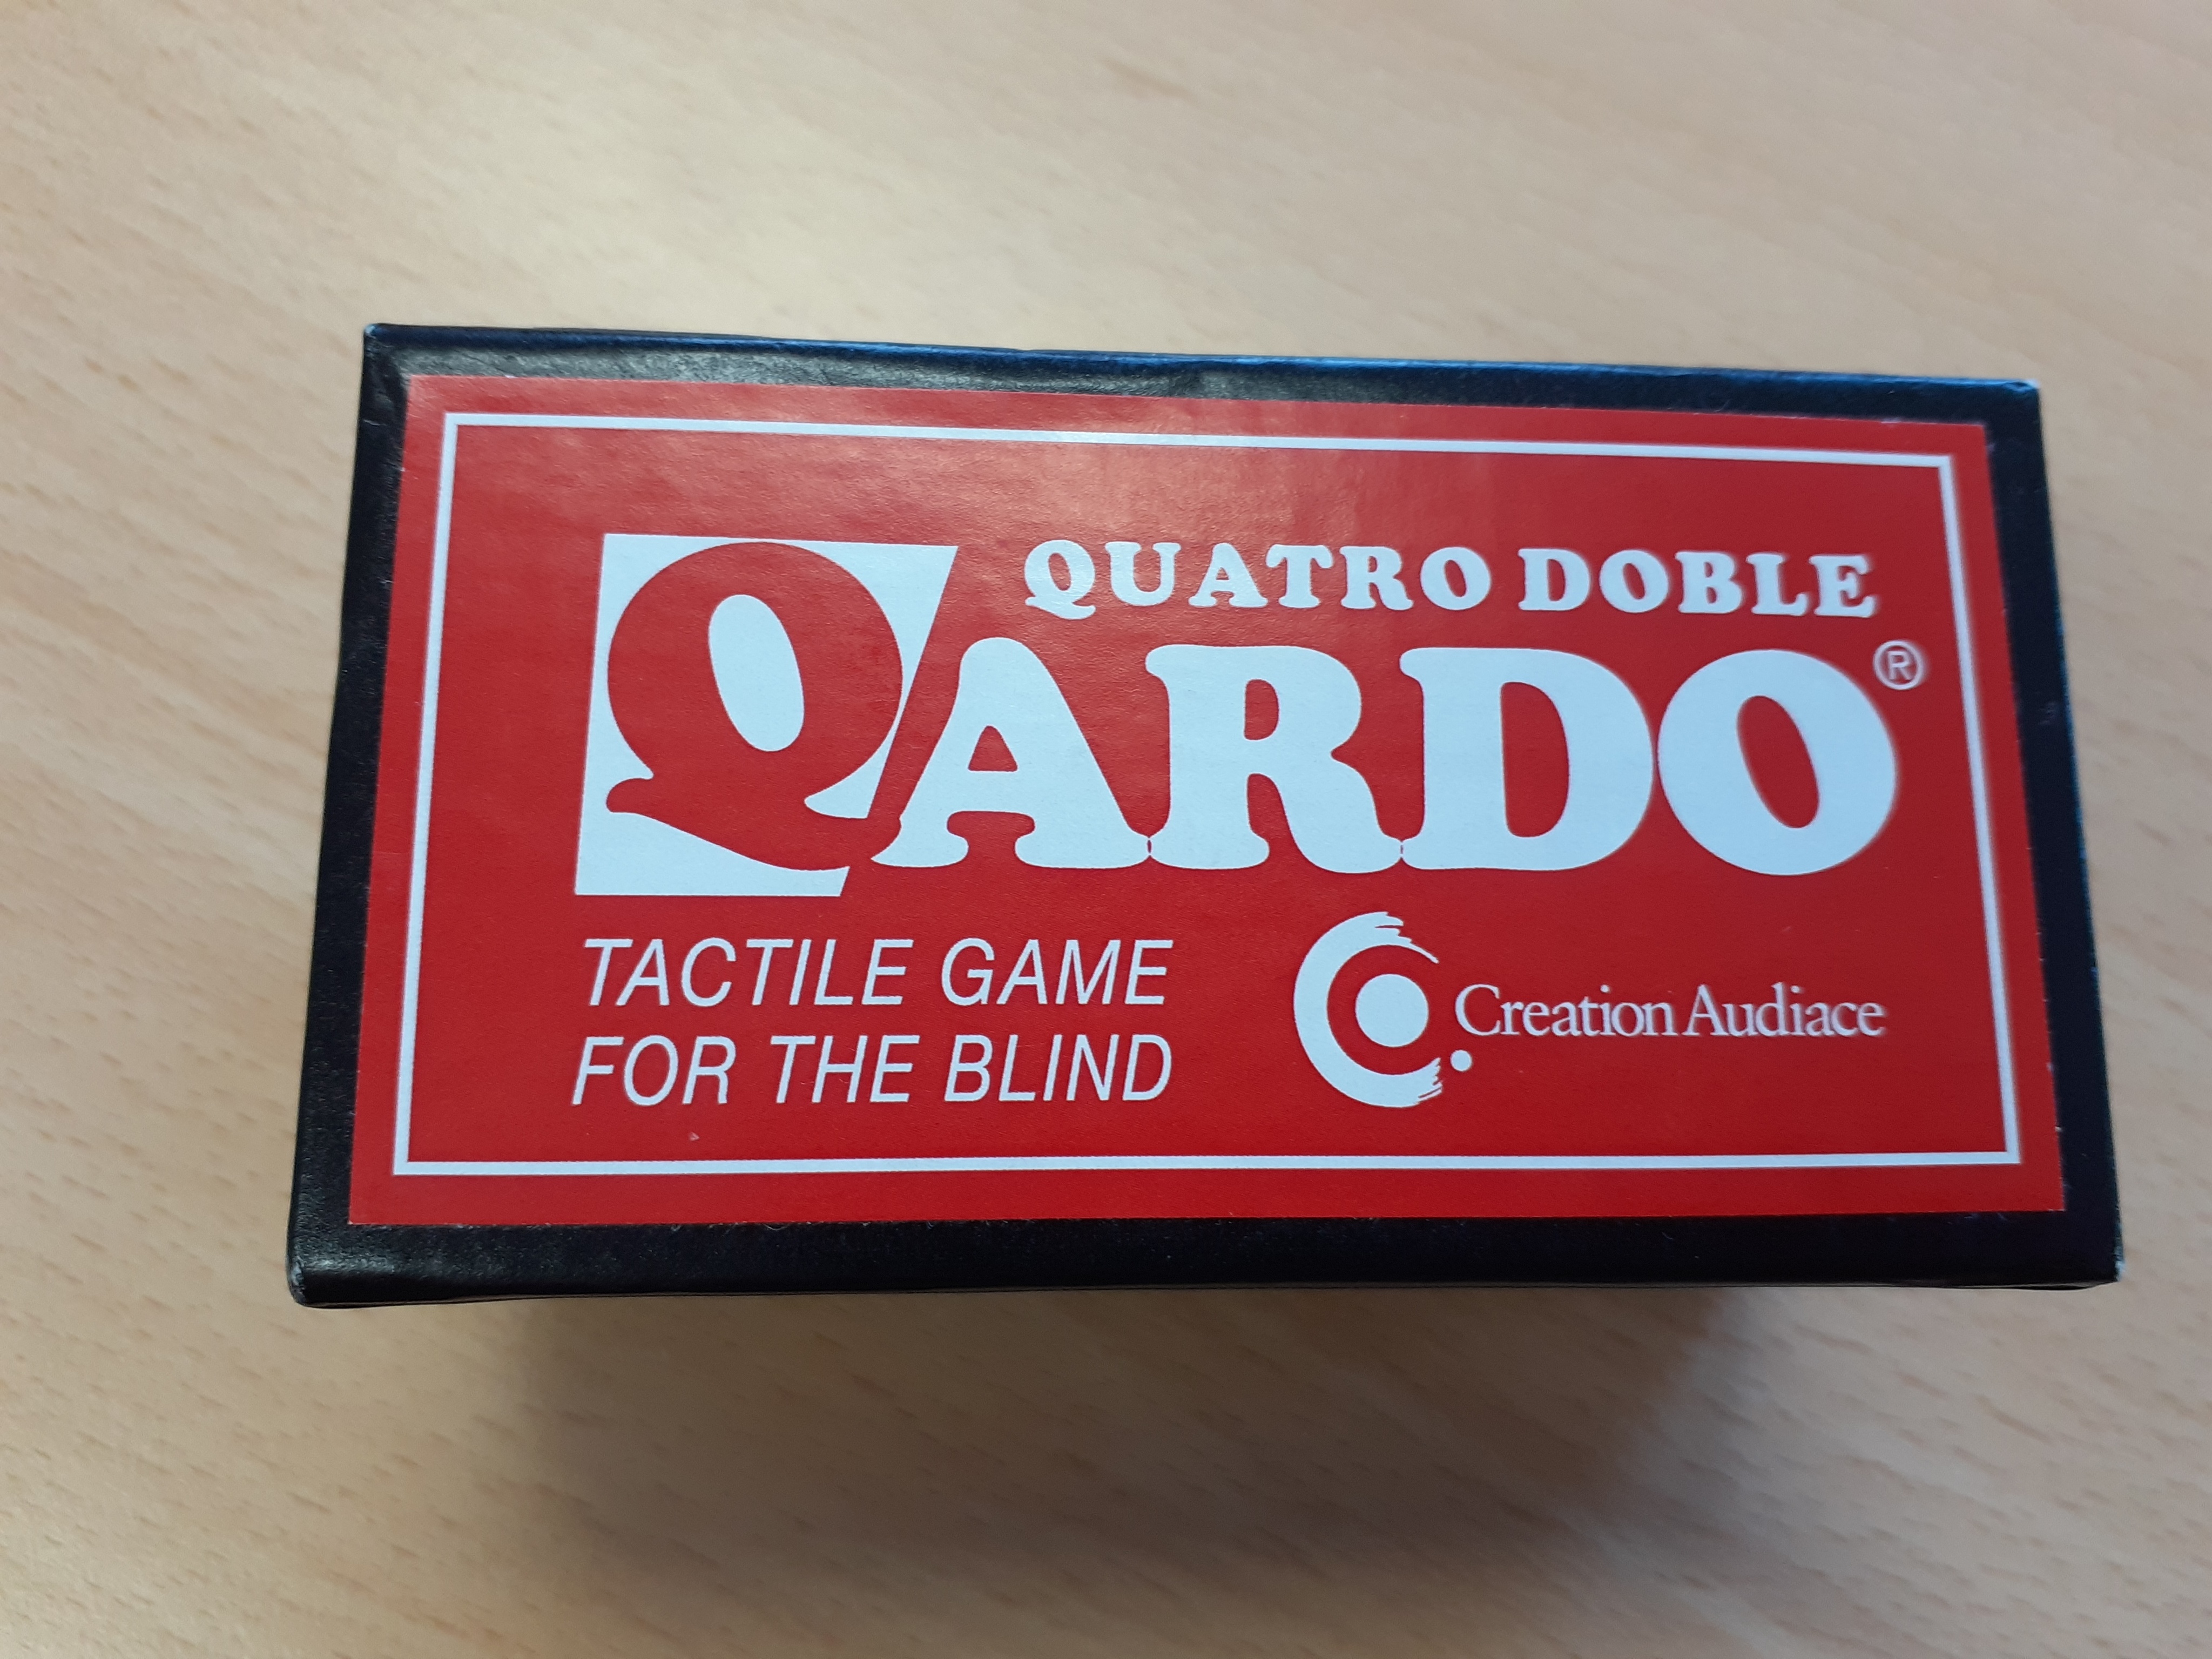 QUATRO DOBLE
QARDO®
TACTILE GAME
FOR THE BLIND
Creation Audiace